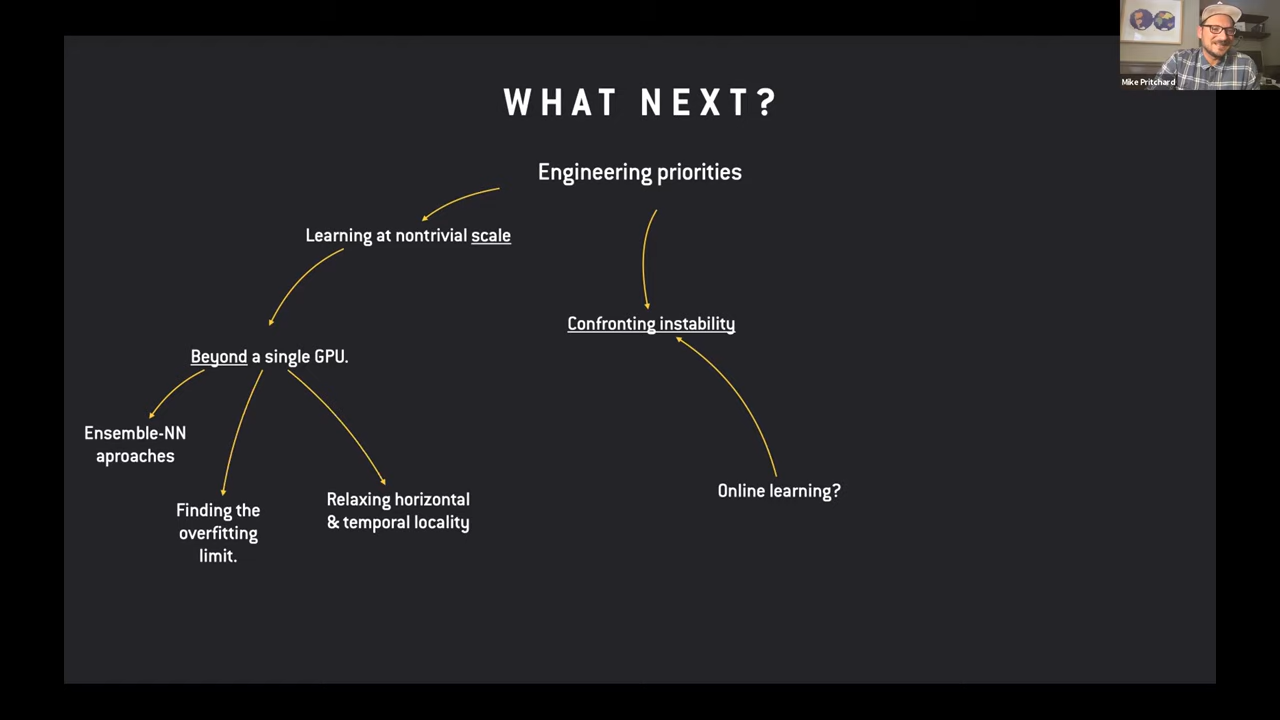 WHAT NEXT?
Mike Pritchard
Engineering priorities
Learning at nontrivial scale
Confronting instability
Beyond a single GPU.
Ensemble-NN
aproaches
Finding the
overfitting
limit.
Relaxing horizontal
& temporal locality
Online learning?